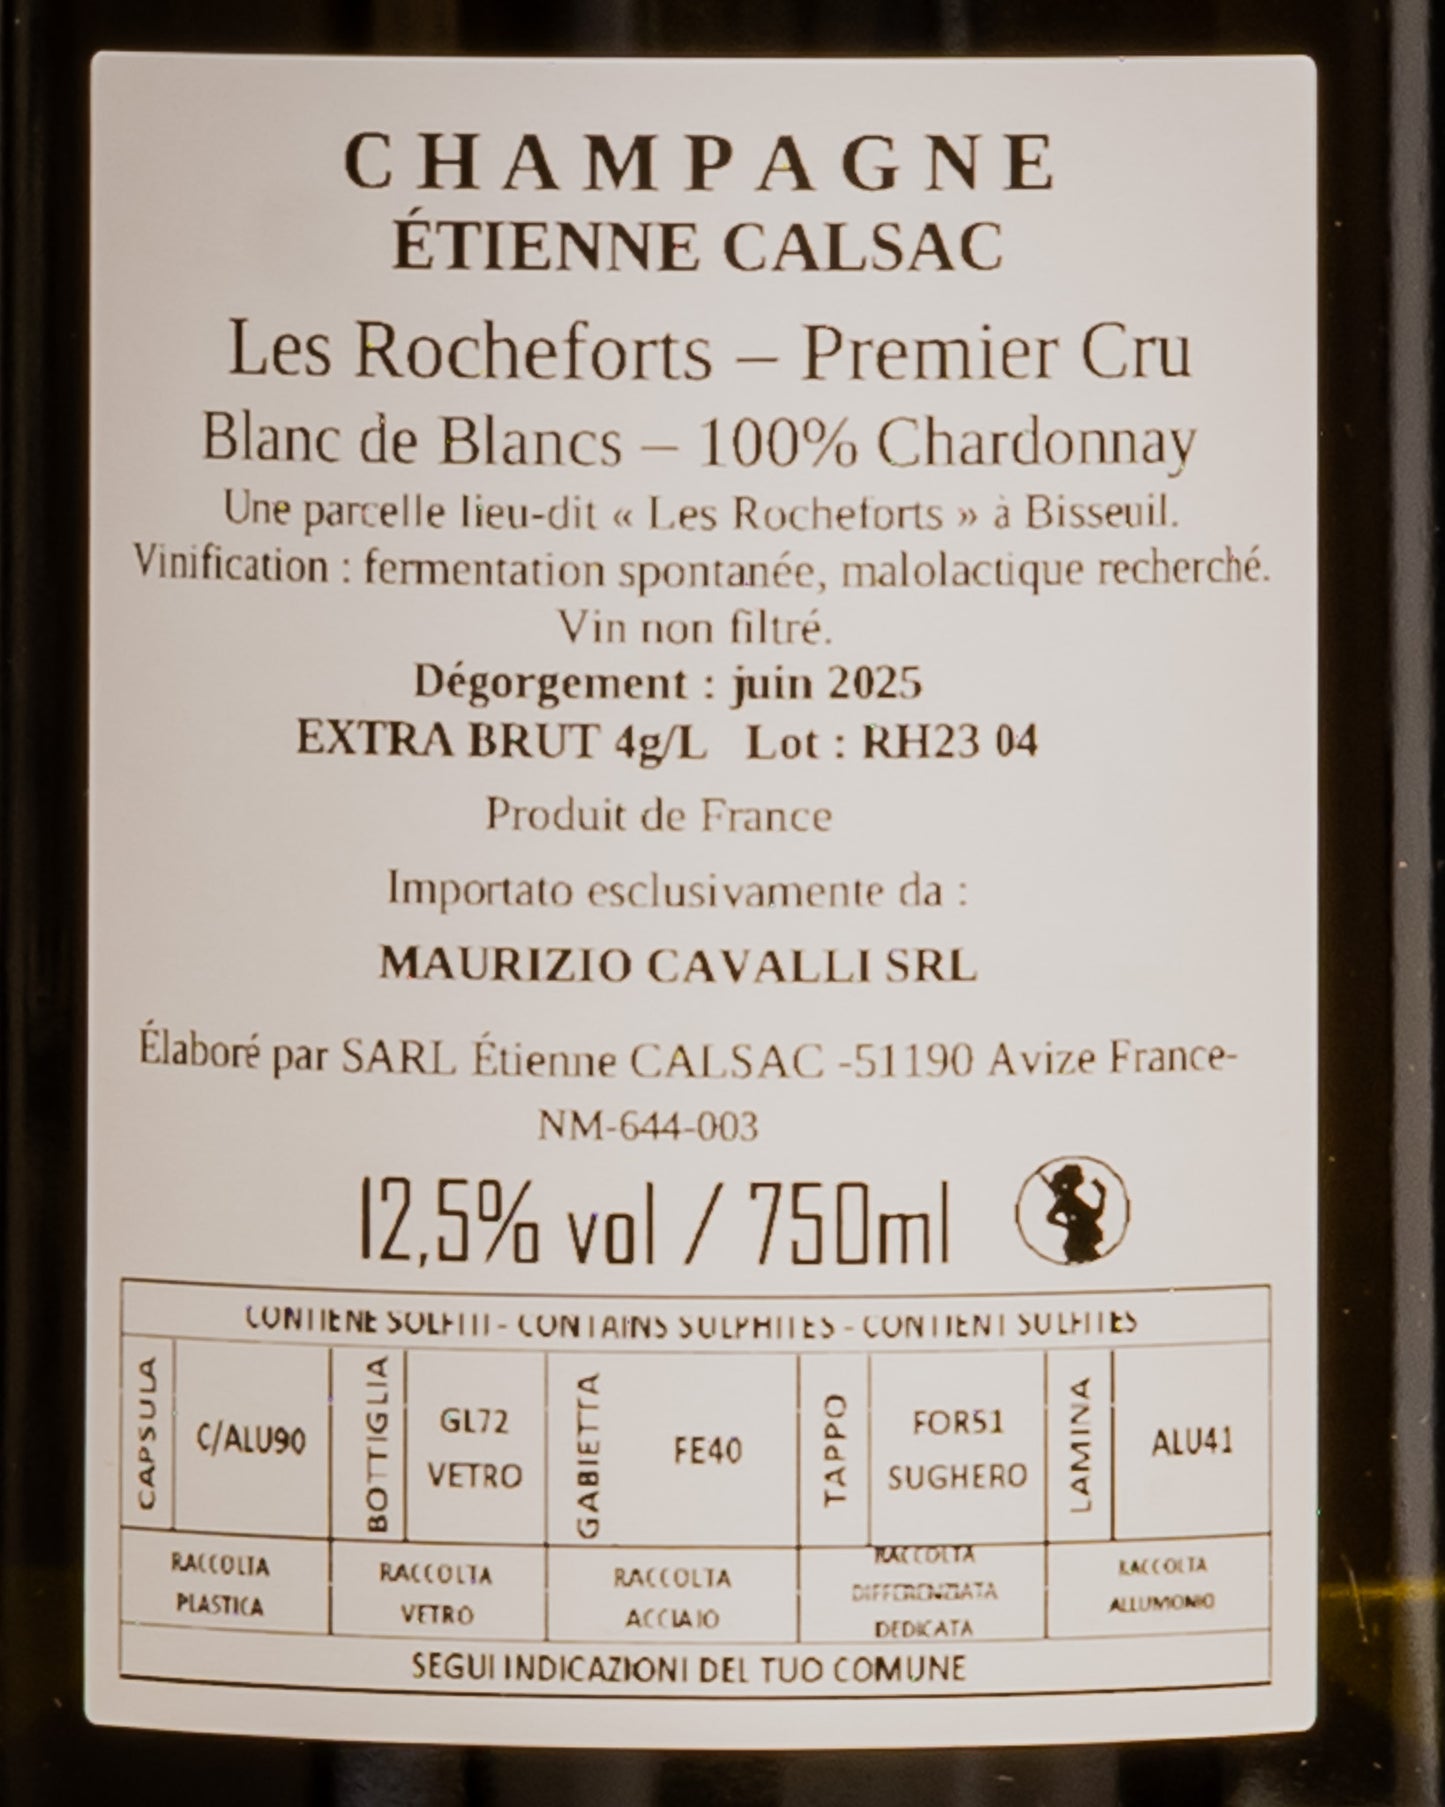 CHAMPAGNE
ÉTIENNE CALSAC
Les Rocheforts – Premier Cru
Blanc de Blancs – 100% Chardonnay
Une parcelle lieu-dit « Les Rocheforts » à Bisseuil.
Vinification : fermentation spontanée, malolactique recherché.
Vin non filtré.
Dégorgement : juin 2025
EXTRA BRUT 4g/L Lot : RH23 04
Produit de France
Importato esclusivamente da :
MAURIZIO CAVALLI SRL
Élaboré par SARL Étienne CALSAC -51190 Avize France-
NM-644-003
12,5% vol / 750ml
CONTIENE SOLFITI - CONTAINS SULPHITES - CONTIENT SULFITES
CAPSULA
C/ALU90
BOTTIGLIA
GL72
VETRO
GABIETTA
FE40
TAPPO
FOR51
SUGHERO
LAMINA
ALU41
RACCOLTA
PLASTICA
RACCOLTA
VETRO
RACCOLTA
ACCIAIO
RACCOLTA
DIFFERENZIATA
DEDICATA
RACCOLTA
ALLUMONIO
SEGUI INDICAZIONI DEL TUO COMUNE